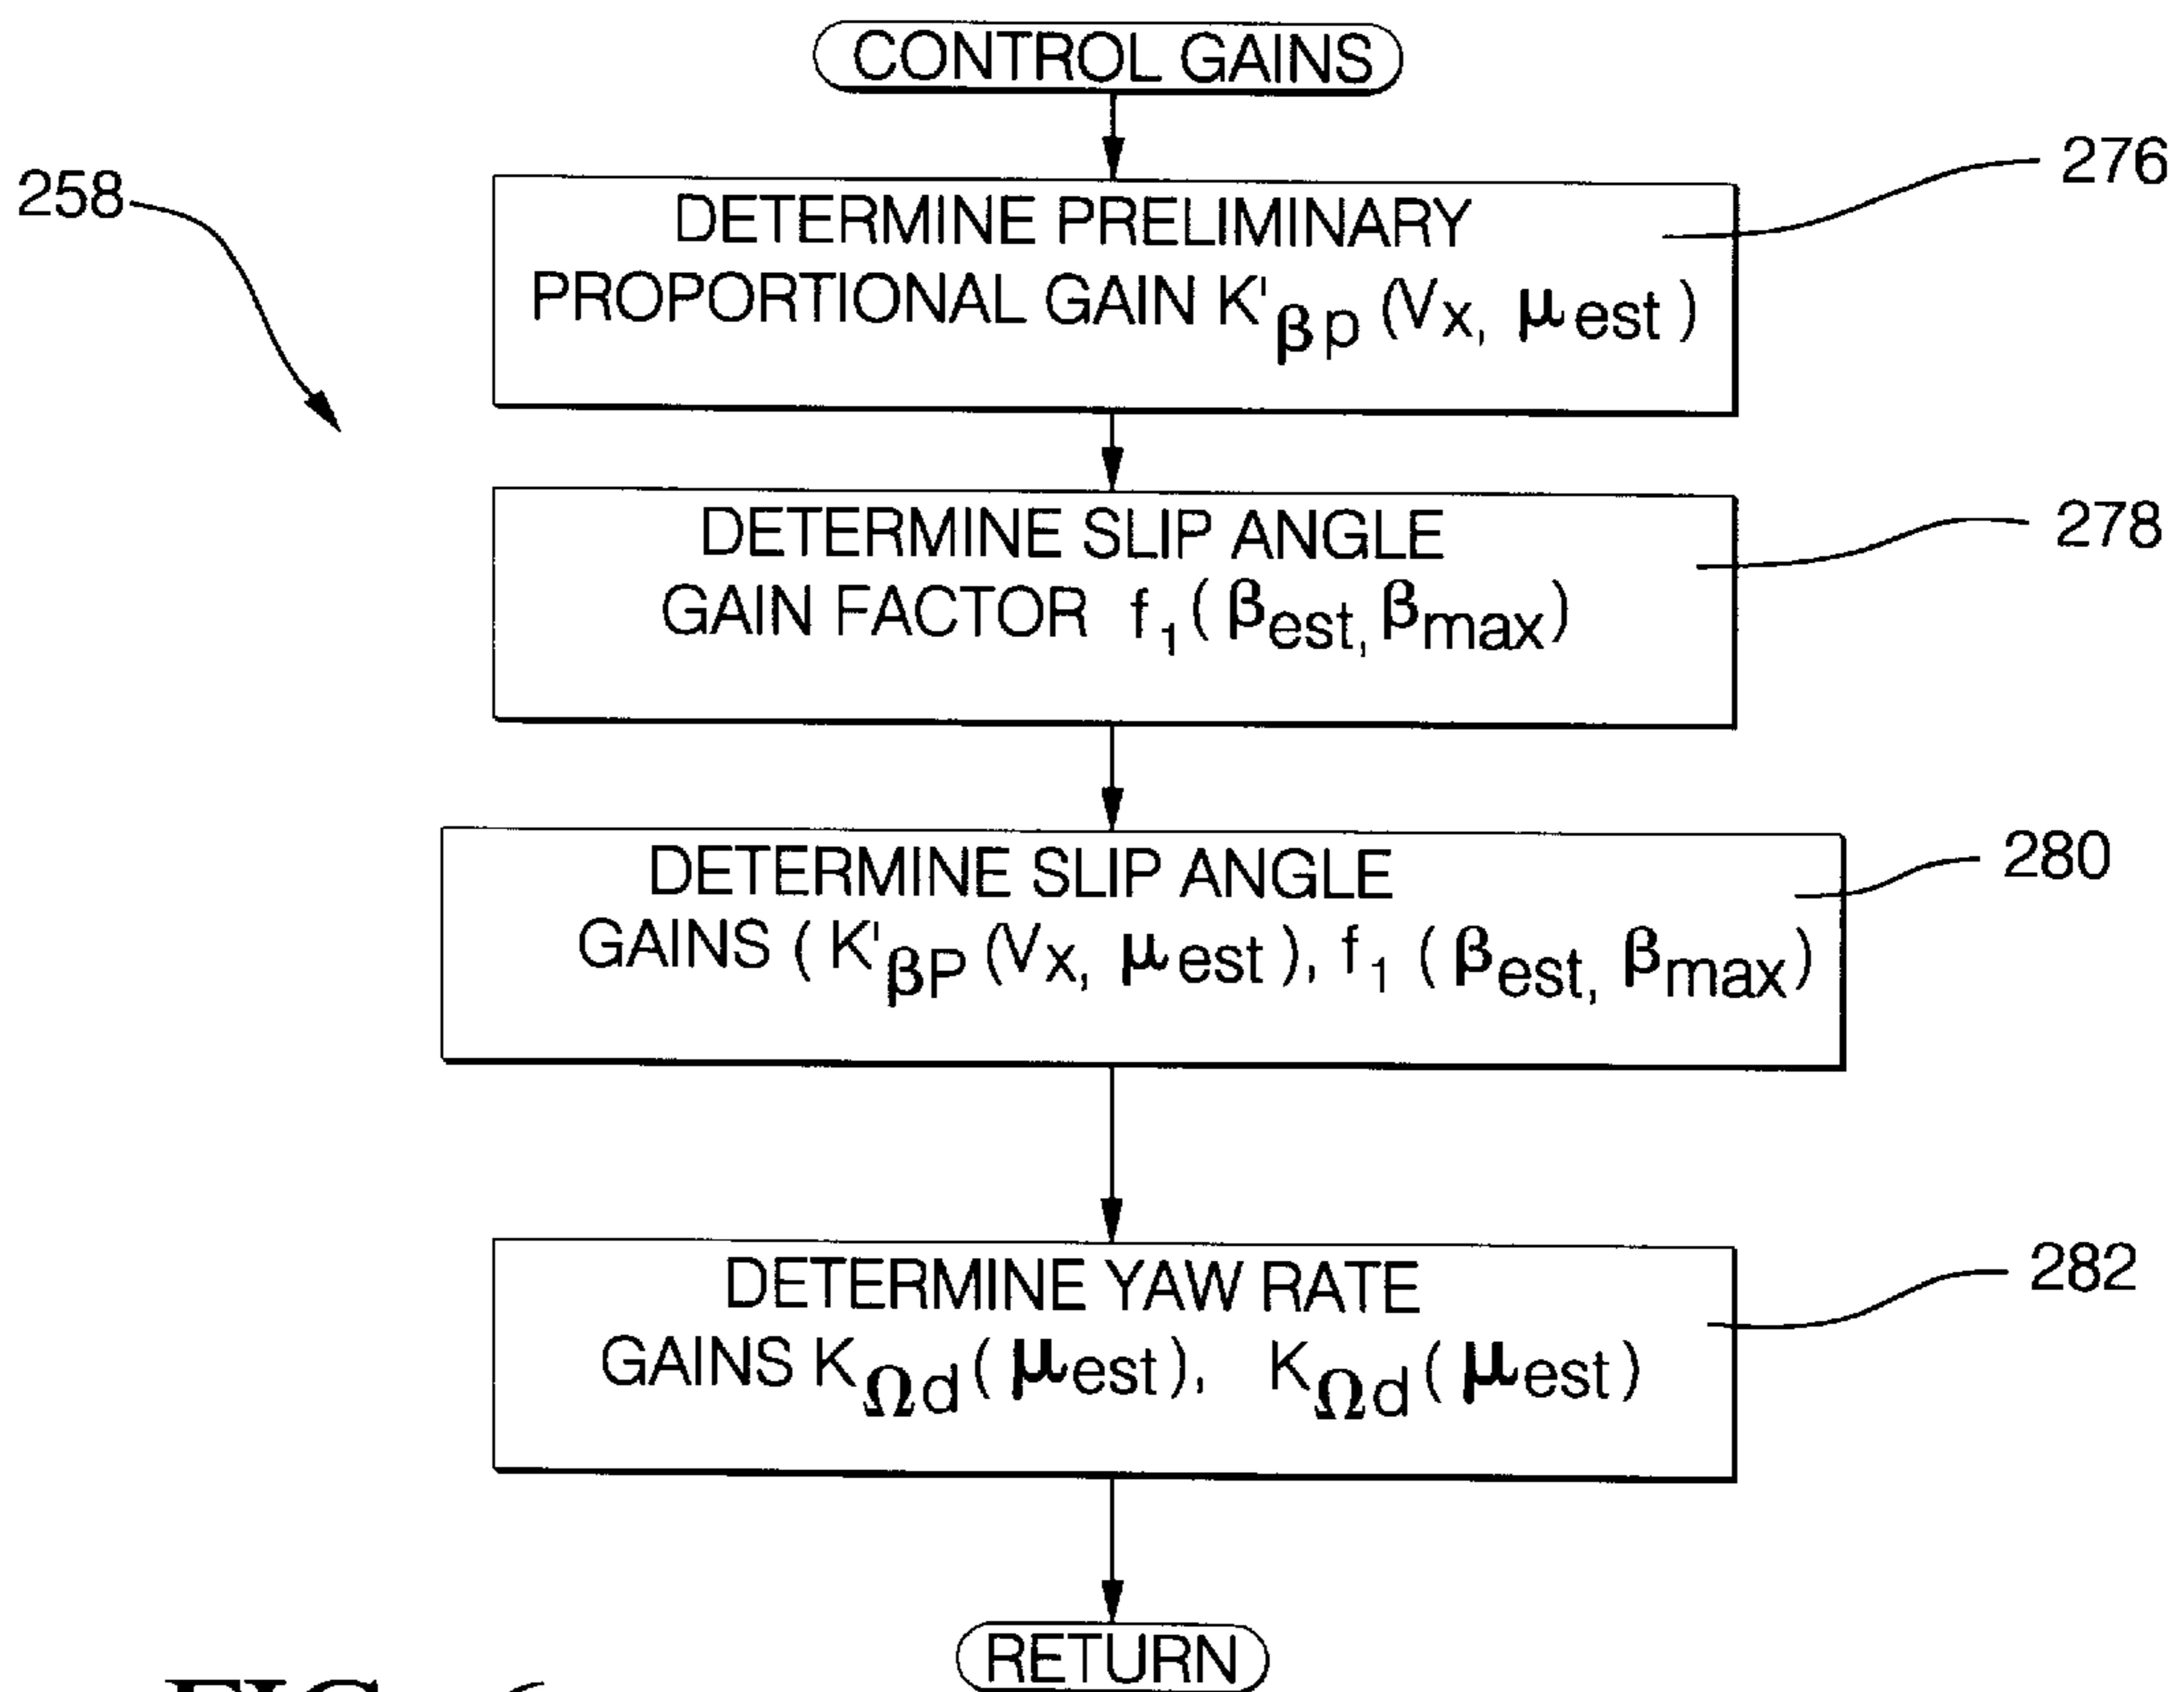 CONTROL GAINS
276
258
DETERMINE PRELIMINARY
PROPORTIONAL GAIN K'βp (Vx, μest)
278
DETERMINE SLIP ANGLE
GAIN FACTOR f1(βest, βmax)
280
DETERMINE SLIP ANGLE
GAINS (K'βP (Vx, μest), f1 (βest, βmax)
282
DETERMINE YAW RATE
GAINS KΩd(μest), KΩd(μest)
RETURN